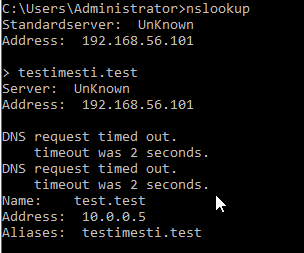 C:\Users\Administrator>nslookup
Standardserver:  UnKnown
Address:  192.168.56.101
> testimesti.test
Server:  UnKnown
Address:  192.168.56.101
DNS request timed out.
    timeout was 2 seconds.
DNS request timed out.
    timeout was 2 seconds.
Name:    test.test
Address:  10.0.0.5
Aliases:  testimesti.test